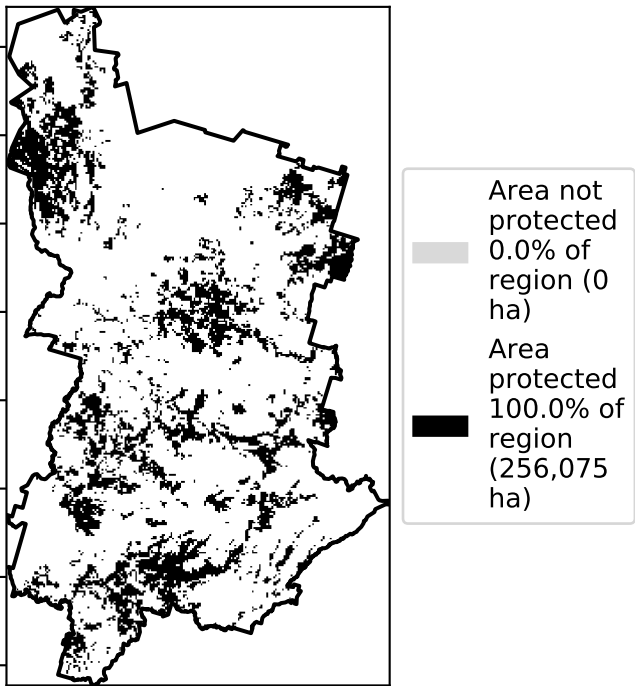 Area not
protected
0.0% of
region (0
ha)
Area
protected
100.0% of
region
(256,075
ha)